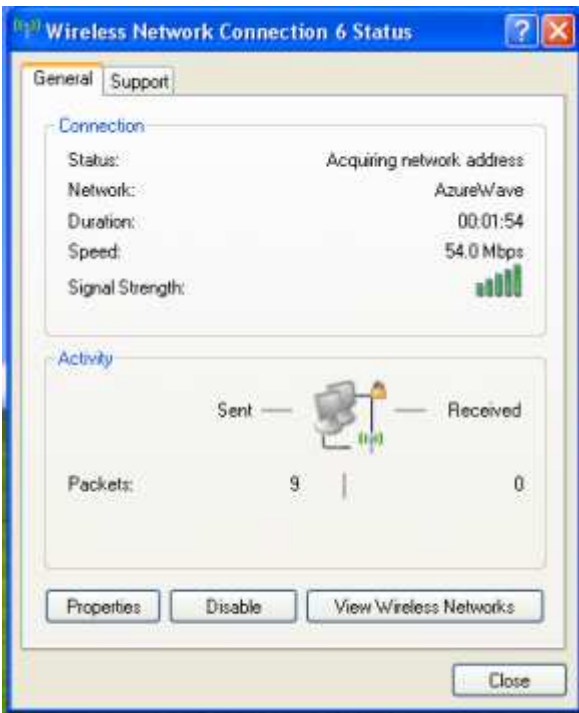 Wireless Network Connection 6 Status
General Support
Connection
Status: Acquiring network address
Network: AzureWave
Duration: 00:01:54
Speed: 54.0 Mbps
Signal Strength:
Activity
Sent — — Received
Packets: 9 | 0
Properties Disable View Wireless Networks
Close